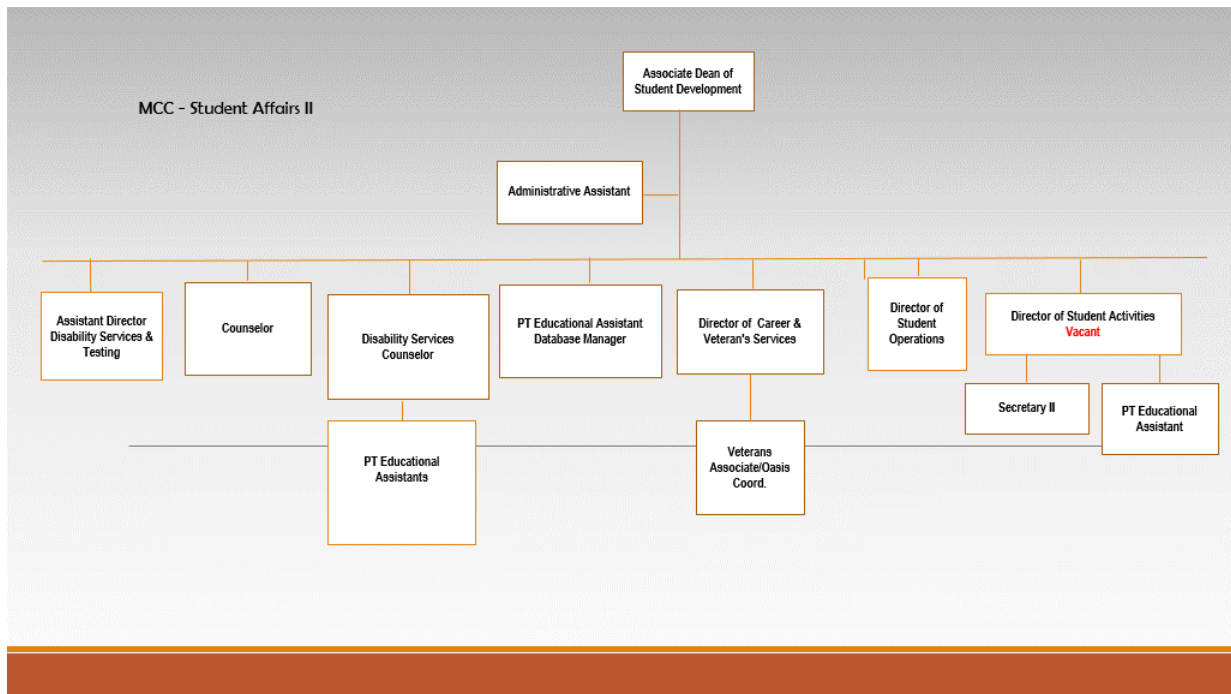 Associate Dean of
Student Development
MCC - Student Affairs II
Administrative Assistant
Assistant Director
Disability Services &
Testing
Counselor
Disability Services
Counselor
PT Educational Assistant
Database Manager
Director of Career &
Veteran's Services
Director of
Student
Operations
Director of Student Activities
Vacant
Secretary II
PT Educational
Assistant
PT Educational
Assistants
Veterans
Associate/Oasis
Coord.